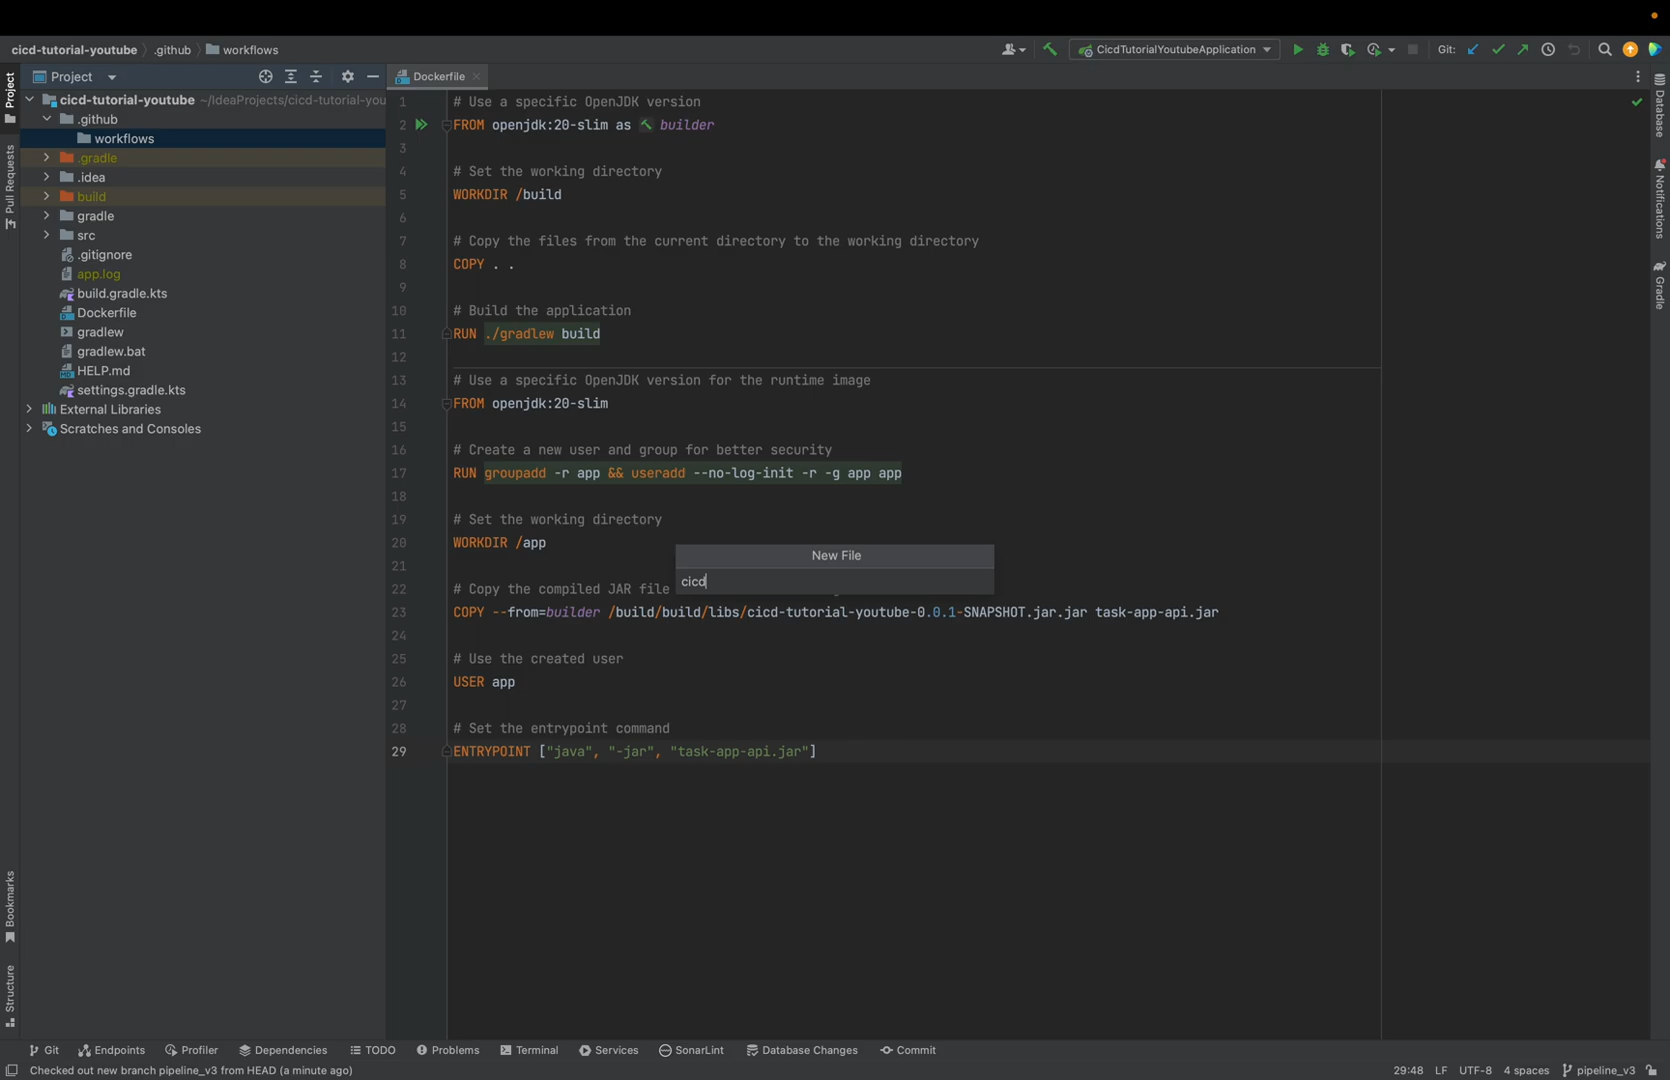 cicd-tutorial-youtube .github workflows
CicdTutorialYoutubeApplication Git:
Project
Project
Pull Requests
Bookmarks
Structure
cicd-tutorial-youtube ~/IdeaProjects/cicd-tutorial-you
.github
workflows
.gradle
.idea
build
gradle
src
.gitignore
app.log
build.gradle.kts
Dockerfile
gradlew
gradlew.bat
HELP.md
settings.gradle.kts
External Libraries
Scratches and Consoles
Dockerfile
1 # Use a specific OpenJDK version
2 FROM openjdk:20-slim as builder
3
4 # Set the working directory
5 WORKDIR /build
6
7 # Copy the files from the current directory to the working directory
8 COPY . .
9
10 # Build the application
11 RUN ./gradlew build
12
13 # Use a specific OpenJDK version for the runtime image
14 FROM openjdk:20-slim
15
16 # Create a new user and group for better security
17 RUN groupadd -r app && useradd --no-log-init -r -g app app
18
19 # Set the working directory
20 WORKDIR /app
21
22 # Copy the compiled JAR file
23 COPY --from=builder /build/build/libs/cicd-tutorial-youtube-0.0.1-SNAPSHOT.jar.jar task-app-api.jar
24
25 # Use the created user
26 USER app
27
28 # Set the entrypoint command
29 ENTRYPOINT ["java", "-jar", "task-app-api.jar"]
New File
cicd
Database
Notifications
Gradle
Git Endpoints Profiler Dependencies TODO Problems Terminal Services SonarLint Database Changes Commit
Checked out new branch pipeline_v3 from HEAD (a minute ago) 29:48 LF UTF-8 4 spaces pipeline_v3